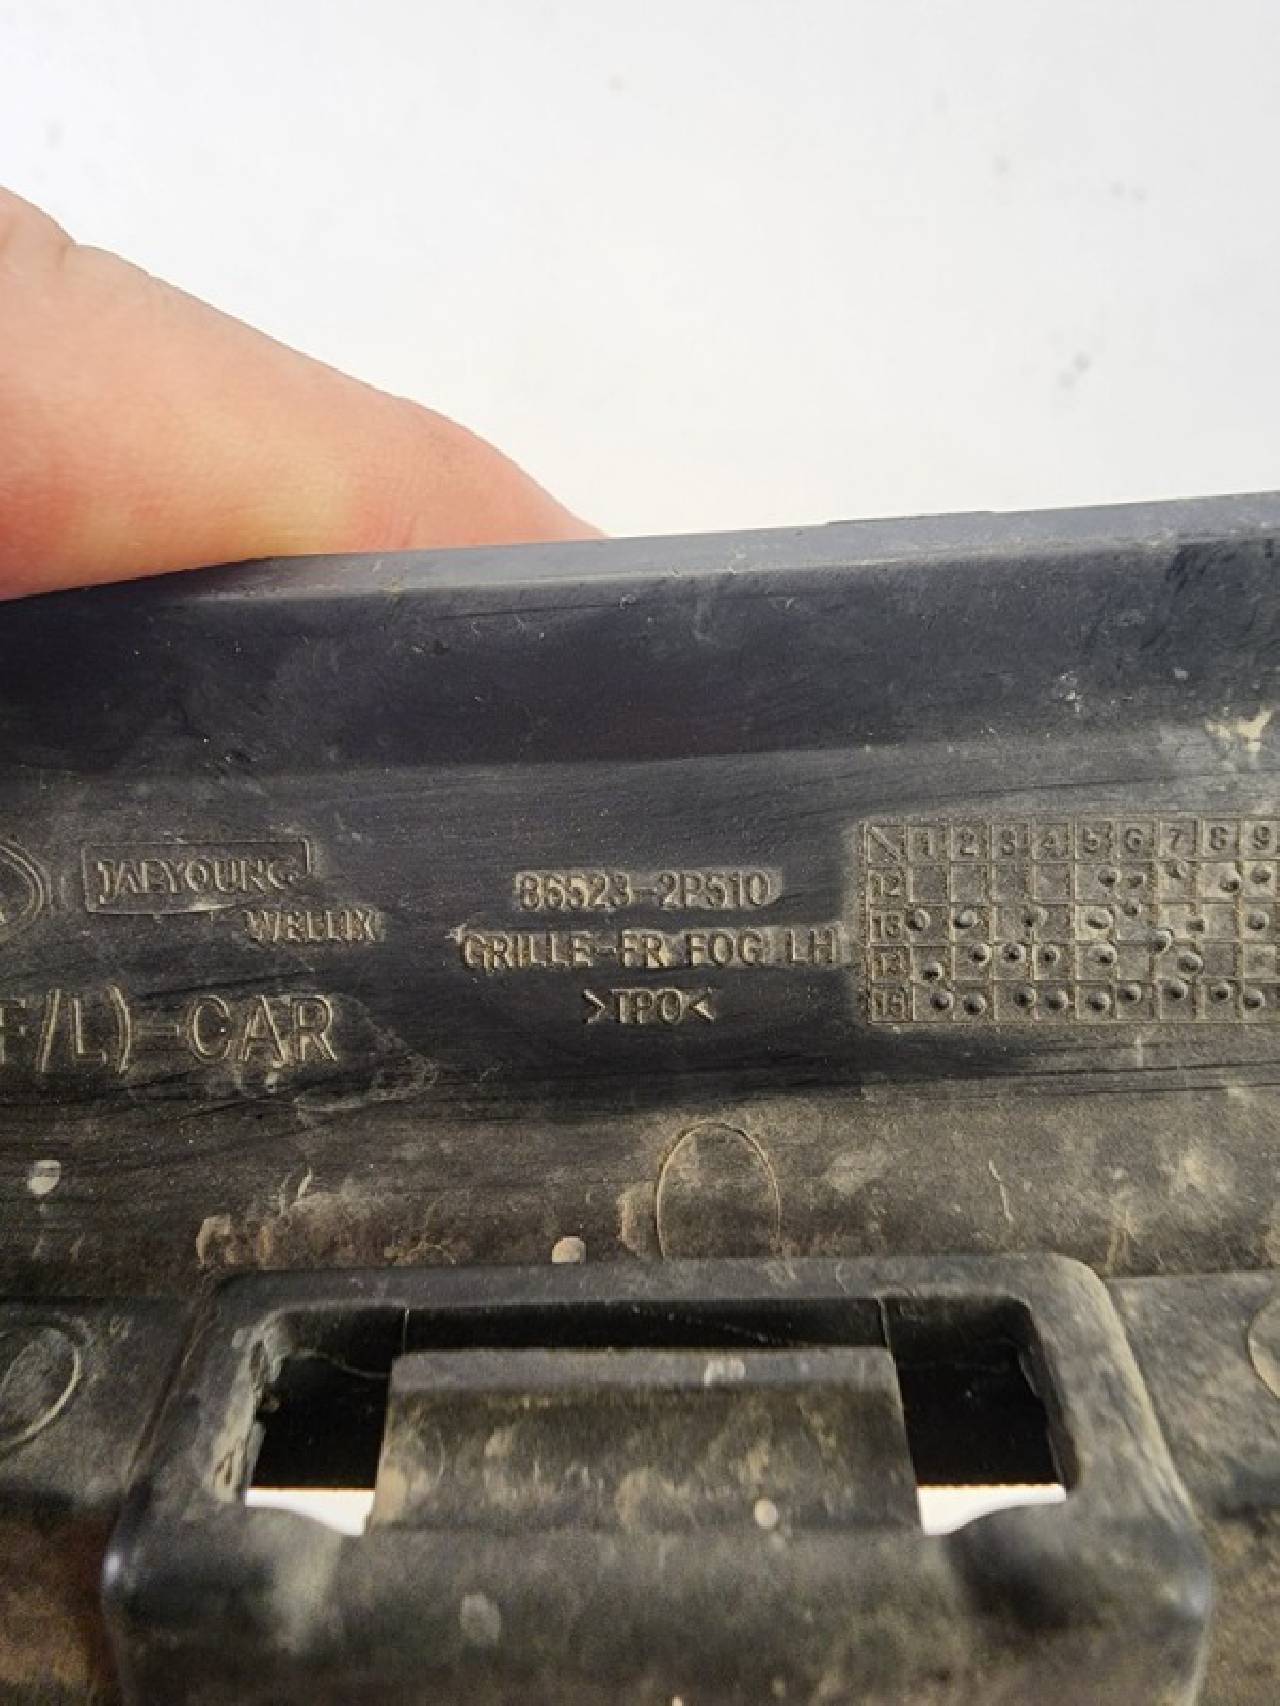 JAEYOUNG
WELLIX
F/L)-CAR
86523-2P510
GRILLE-FR FOG LH
>TPO<
1 2 3 4 5 6 7 8 9
12
13
14
15